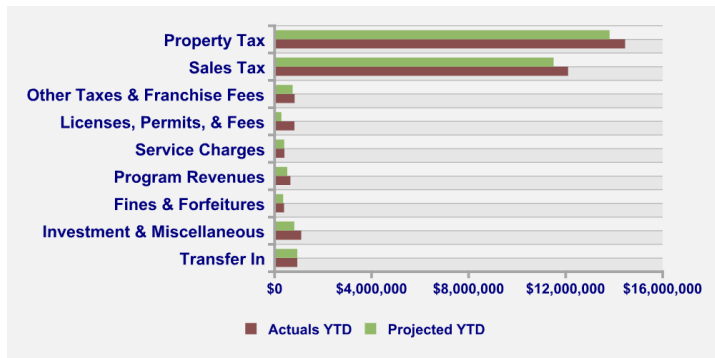 Property Tax
Sales Tax
Other Taxes & Franchise Fees
Licenses, Permits, & Fees
Service Charges
Program Revenues
Fines & Forfeitures
Investment & Miscellaneous
Transfer In
$0 $4,000,000 $8,000,000 $12,000,000 $16,000,000
Actuals YTD Projected YTD